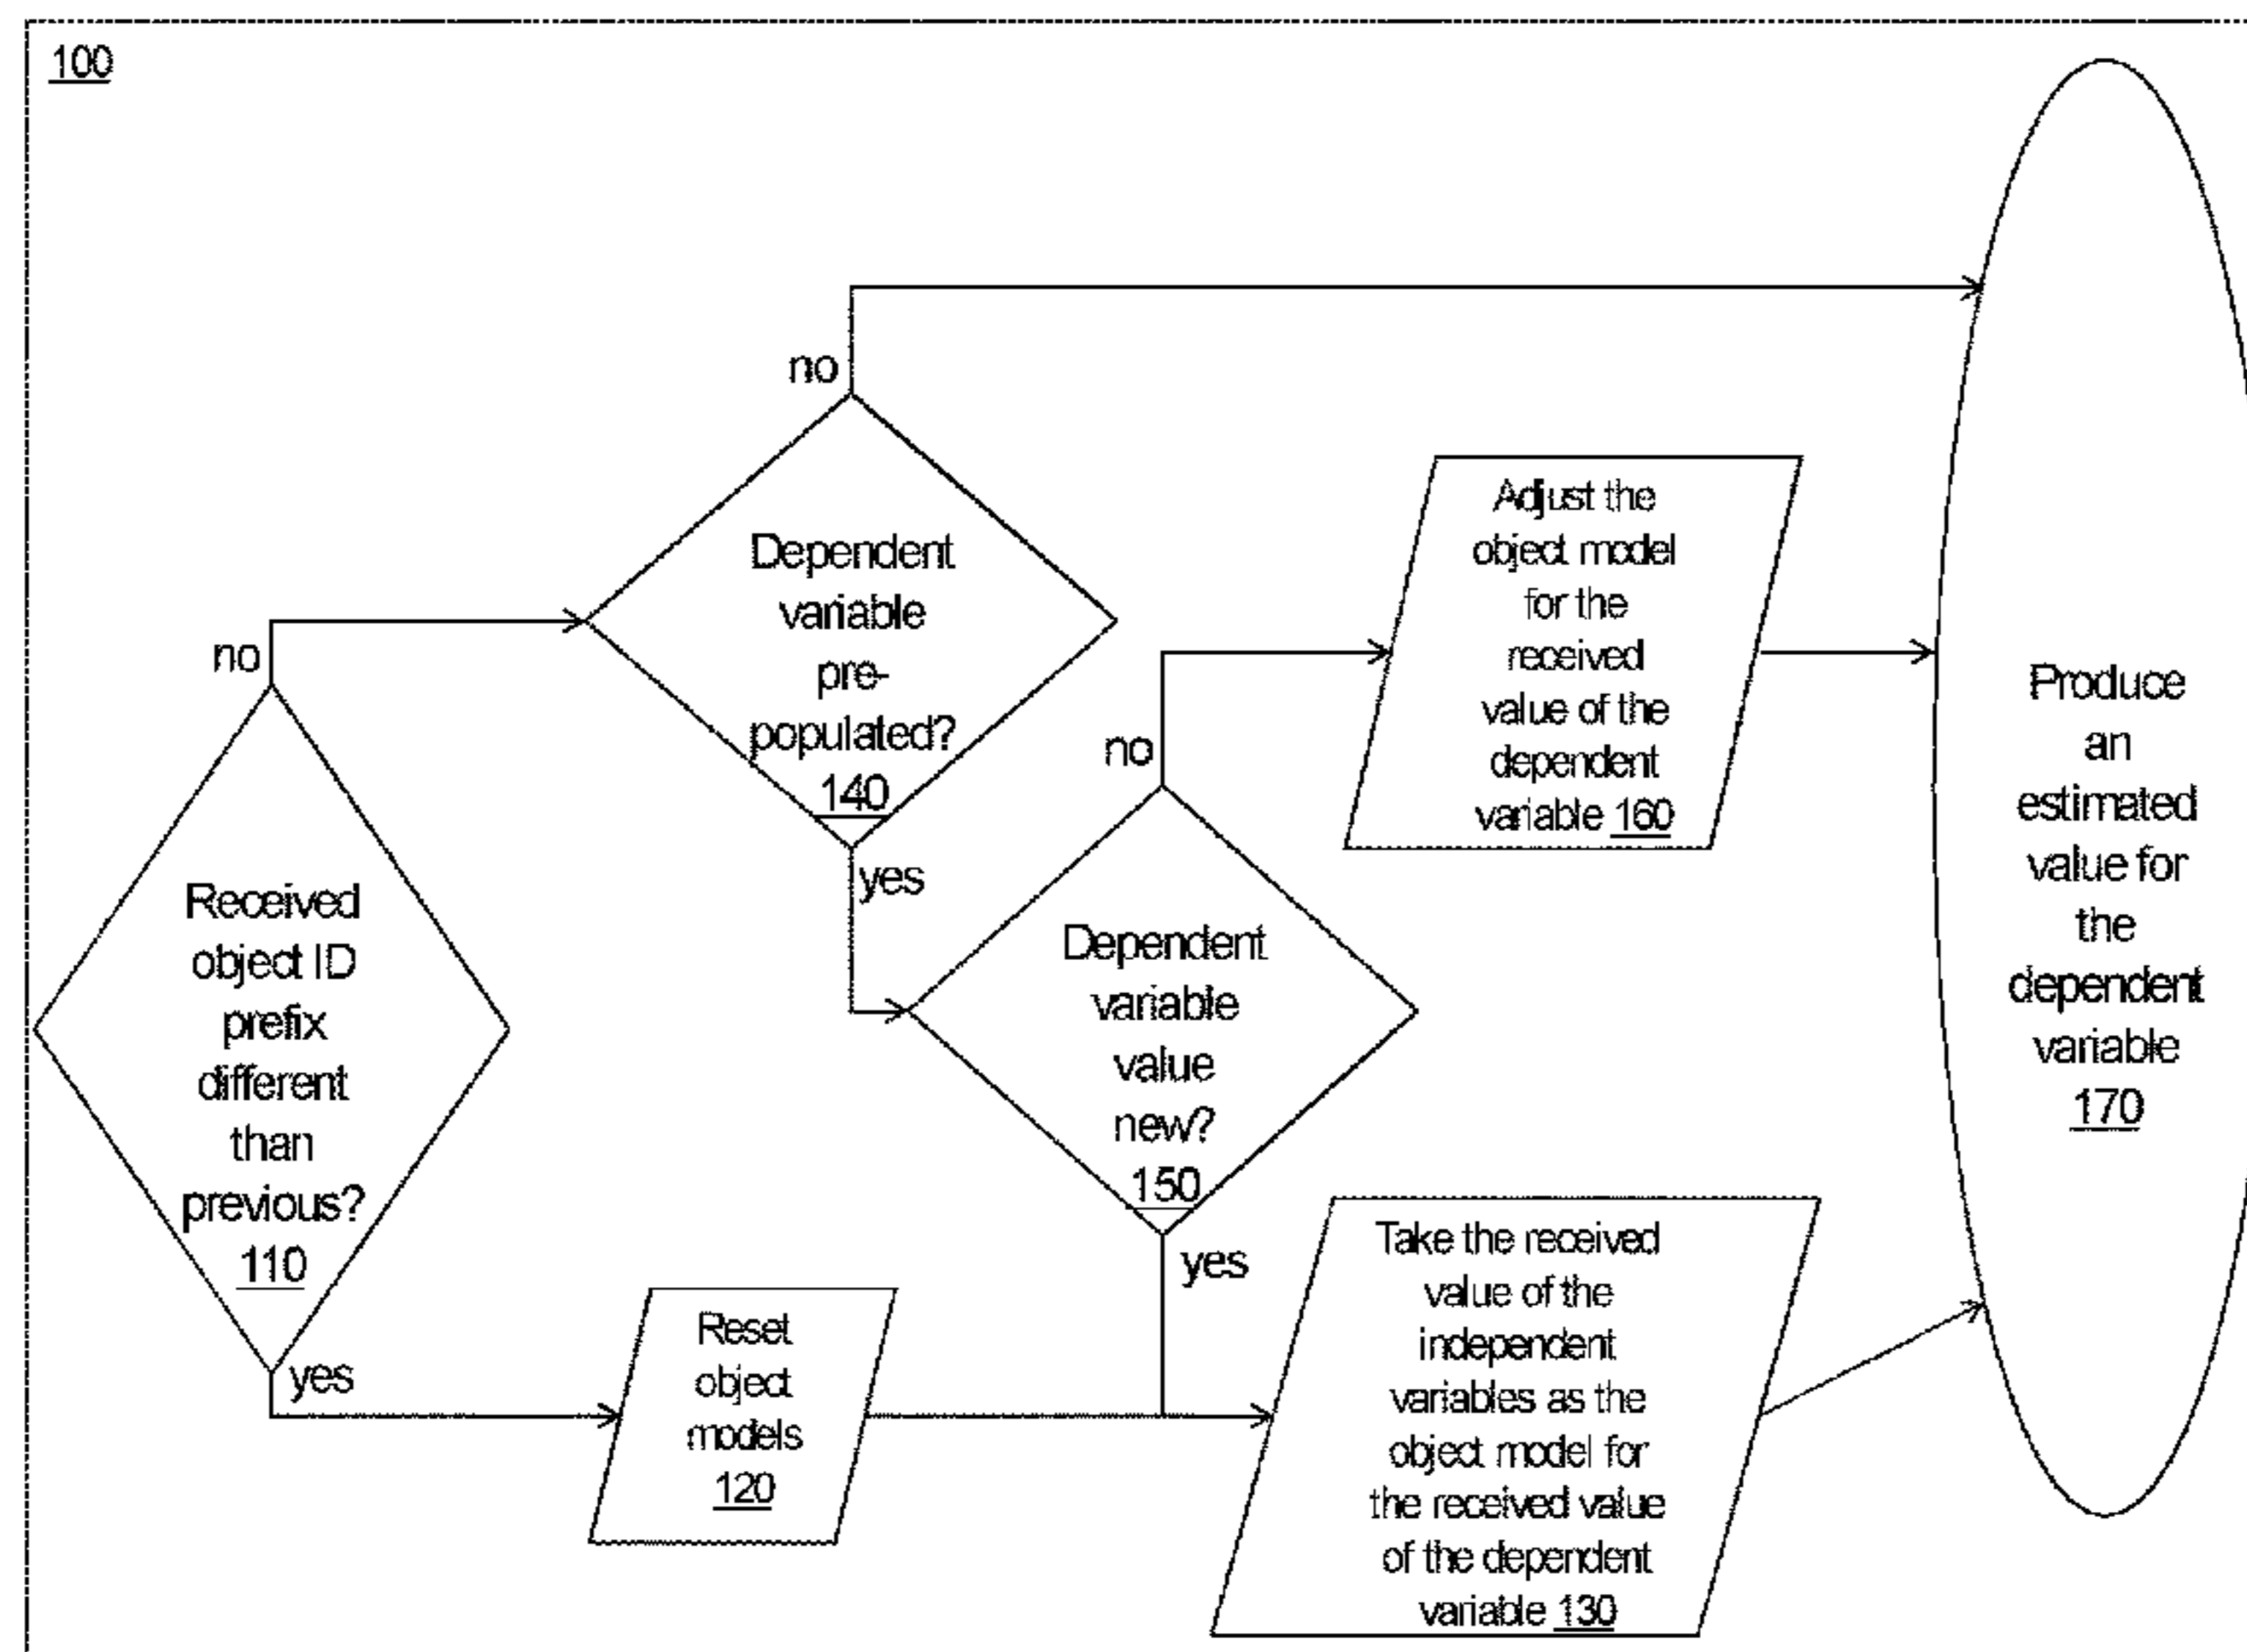 100
no
Dependent
variable
pre-
populated?
140
yes
no
Received
object ID
prefix
different
than
previous?
110
yes
Reset
object
models
120
no
Dependent
variable
value
new?
150
yes
Adjust the
object model
for the
received
value of the
dependent
variable 160
Take the received
value of the
independent
variables as the
object model for
the received value
of the dependent
variable 130
Produce
an
estimated
value for
the
dependent
variable
170